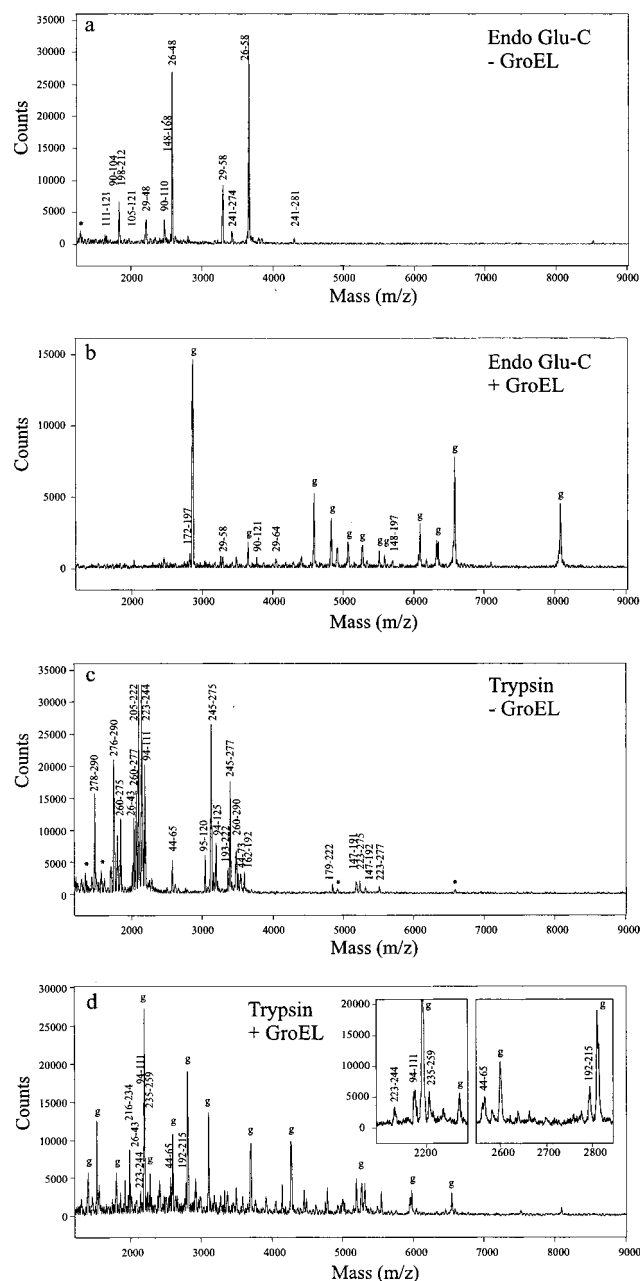 a
Endo Glu-C
- GroEL
Counts
35000
30000
25000
20000
15000
10000
5000
0
*
111-121
90-104
198-212
105-121
29-48
90-110
148-168
26-48
29-58
241-274
26-58
241-281
2000 3000 4000 5000 6000 7000 8000 9000
Mass (m/z)
b
Endo Glu-C
+ GroEL
Counts
15000
10000
5000
0
172-197
g
29-58
g
90-121
29-64
g
g
g
g
g
g
148-197
g
g
g
2000 3000 4000 5000 6000 7000 8000 9000
Mass (m/z)
c
Trypsin
- GroEL
Counts
35000
30000
25000
20000
15000
10000
5000
0
*
278-290
*
276-290
260-275
26-43
260-277
205-222
223-244
94-111
44-65
95-120
245-275
94-125
193-222
245-277
260-290
44-73
162-192
179-222
*
147-191
223-275
147-192
223-277
*
2000 3000 4000 5000 6000 7000 8000 9000
Mass (m/z)
d
Trypsin
+ GroEL
Counts
30000
25000
20000
15000
10000
5000
0
g
g
g
216-234
26-43
223-244
94-111
g
235-259
g
44-65
g
192-215
g
g
g
g
g
g
g
20000
15000
10000
5000
0
223-244
94-111
g
235-259
g
2200
44-65
g
192-215
g
2600 2700 2800
2000 3000 4000 5000 6000 7000 8000 9000
Mass (m/z)